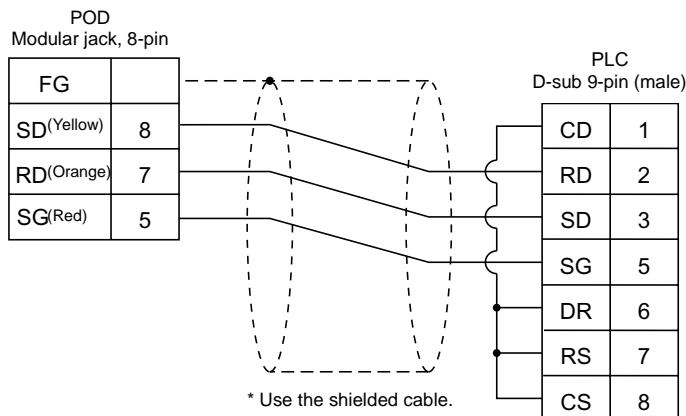 POD
Modular jack, 8-pin
FG
SD(Yellow) 8
RD(Orange) 7
SG(Red) 5
PLC
D-sub 9-pin (male)
CD 1
RD 2
SD 3
SG 5
DR 6
RS 7
CS 8
* Use the shielded cable.